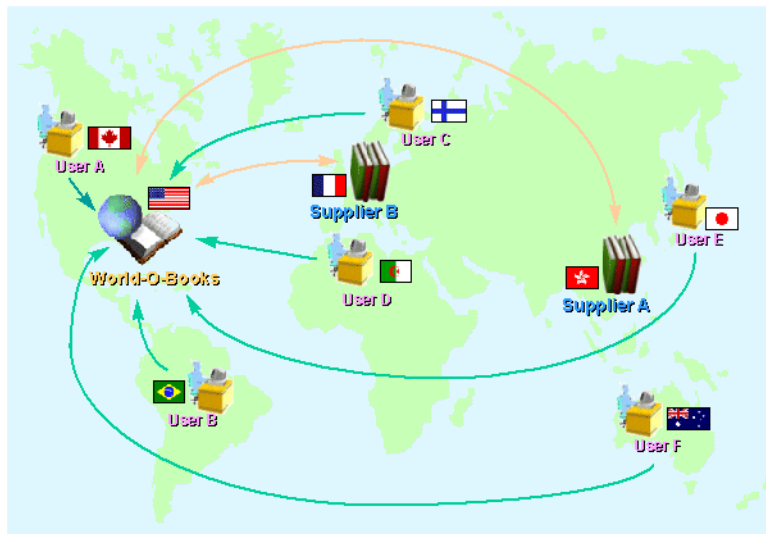 User A
User C
Supplier B
World-O-Books
User D
User E
Supplier A
User B
User F